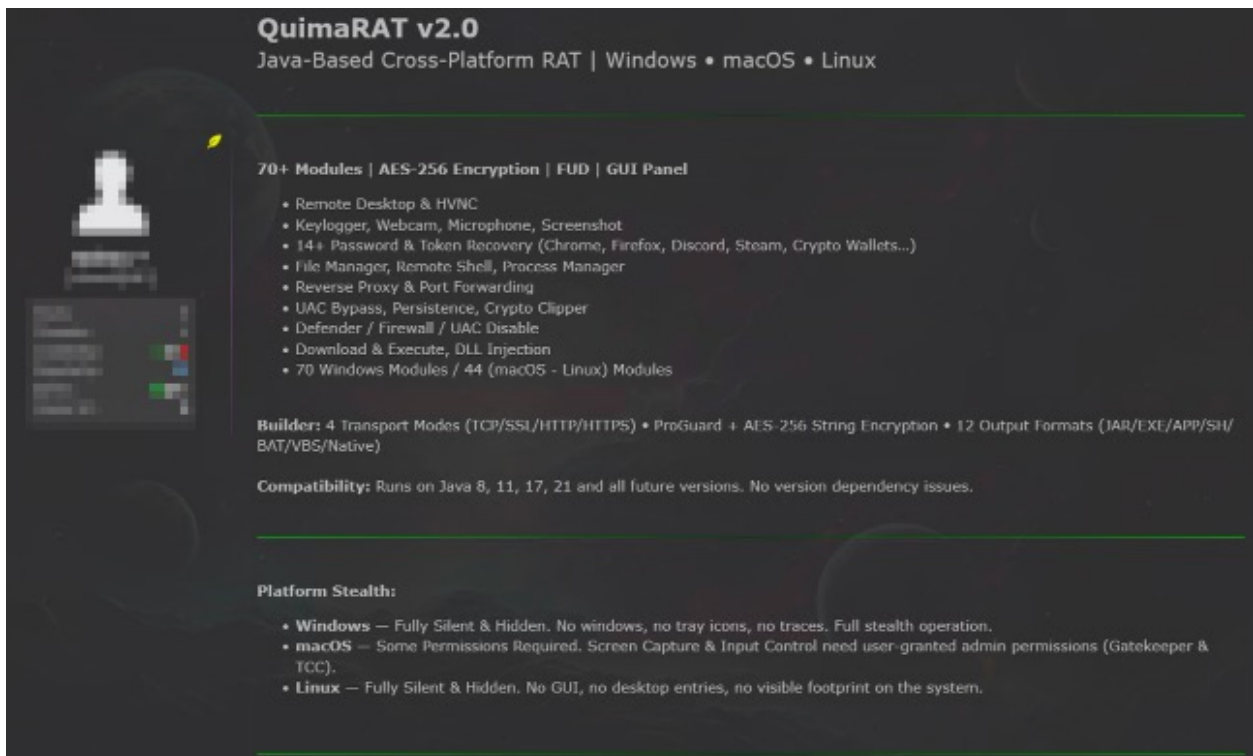 QuimaRAT v2.0
Java-Based Cross-Platform RAT | Windows • macOS • Linux
70+ Modules | AES-256 Encryption | FUD | GUI Panel
• Remote Desktop & HVNC
• Keylogger, Webcam, Microphone, Screenshot
• 14+ Password & Token Recovery (Chrome, Firefox, Discord, Steam, Crypto Wallets...)
• File Manager, Remote Shell, Process Manager
• Reverse Proxy & Port Forwarding
• UAC Bypass, Persistence, Crypto Clipper
• Defender / Firewall / UAC Disable
• Download & Execute, DLL Injection
• 70 Windows Modules / 44 (macOS - Linux) Modules
Builder: 4 Transport Modes (TCP/SSL/HTTP/HTTPS) • ProGuard + AES-256 String Encryption • 12 Output Formats (JAR/EXE/APP/SH/
BAT/VBS/Native)
Compatibility: Runs on Java 8, 11, 17, 21 and all future versions. No version dependency issues.
Platform Stealth:
• Windows — Fully Silent & Hidden. No windows, no tray icons, no traces. Full stealth operation.
• macOS — Some Permissions Required. Screen Capture & Input Control need user-granted admin permissions (Gatekeeper &
TCC).
• Linux — Fully Silent & Hidden. No GUI, no desktop entries, no visible footprint on the system.